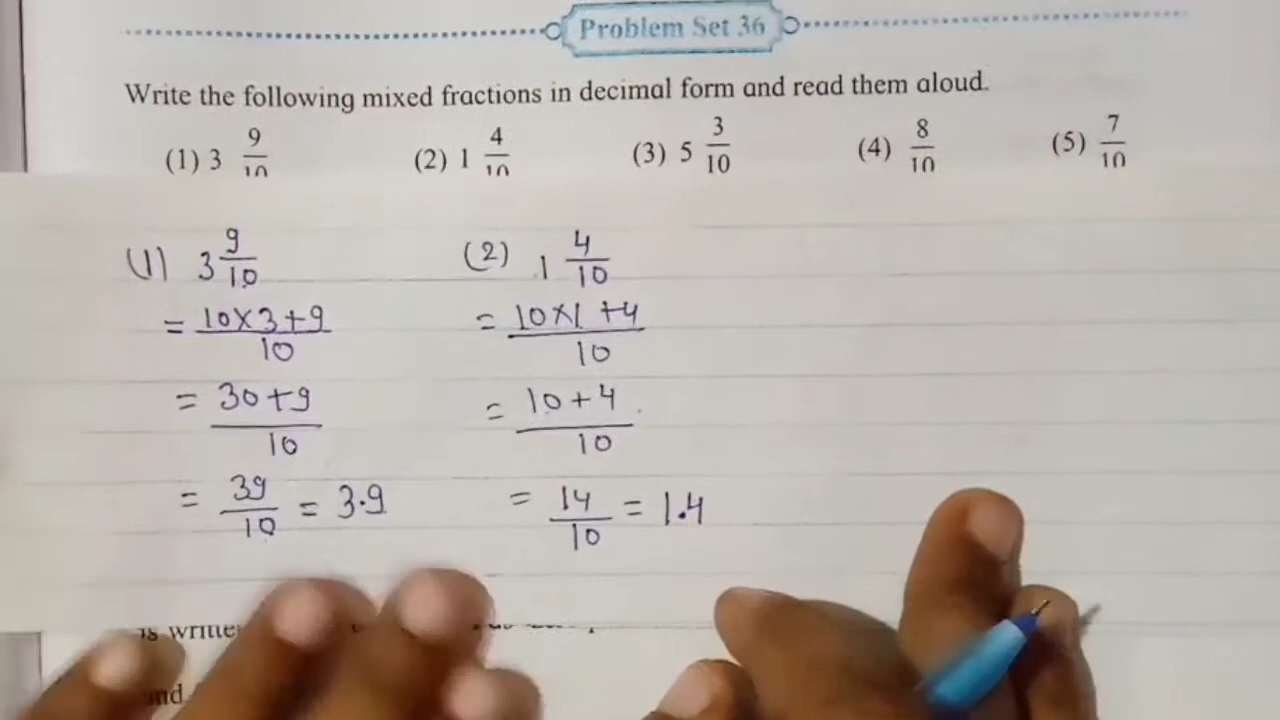 Problem Set 36
Write the following mixed fractions in decimal form and read them aloud.
(1) 3 9/10 (2) 1 4/10 (3) 5 3/10 (4) 8/10 (5) 7/10
(1) 3 9/10 (2) 1 4/10
= 10×3+9/10 = 10×1+4/10
= 30+9/10 = 10+4/10
= 39/10 = 3.9 = 14/10 = 1.4
is